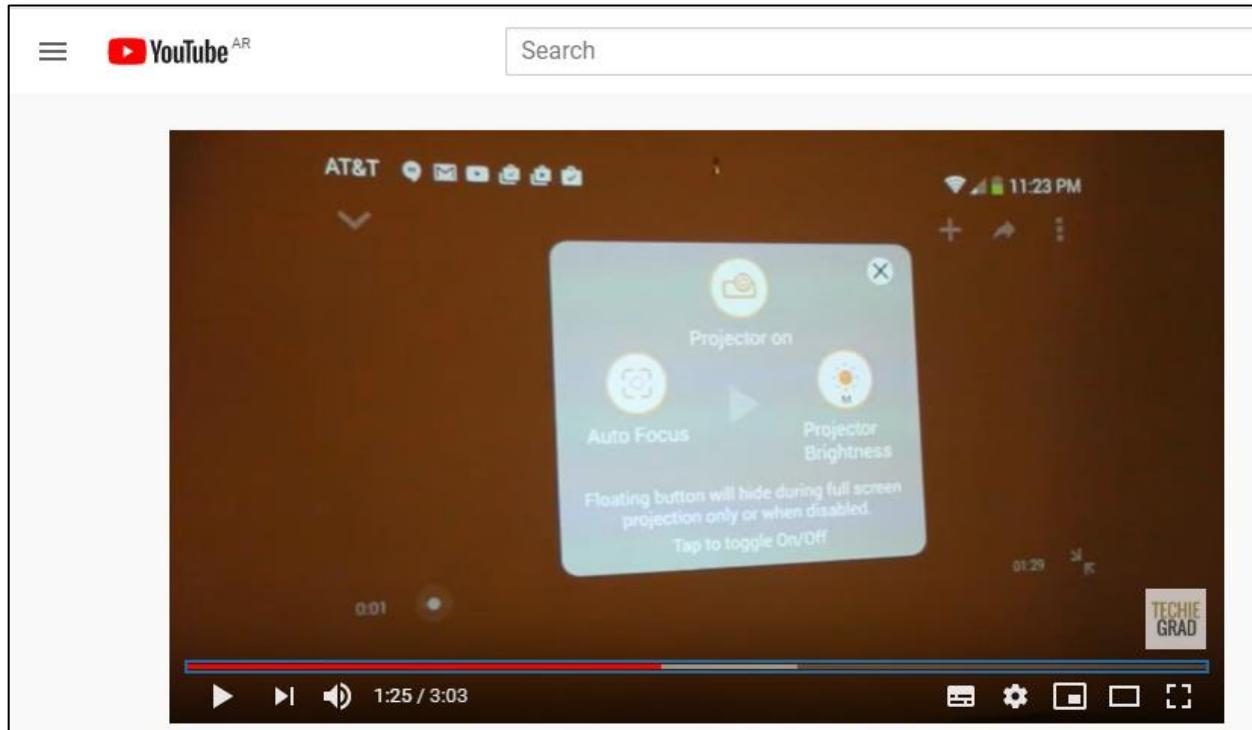 YouTube AR
Search
AT&T
11:23 PM
Projector on
Auto Focus
M
Projector
Brightness
Floating button will hide during full screen
projection only or when disabled.
Tap to toggle On/Off
01:29
0:01
TECHIE
GRAD
1:25 / 3:03